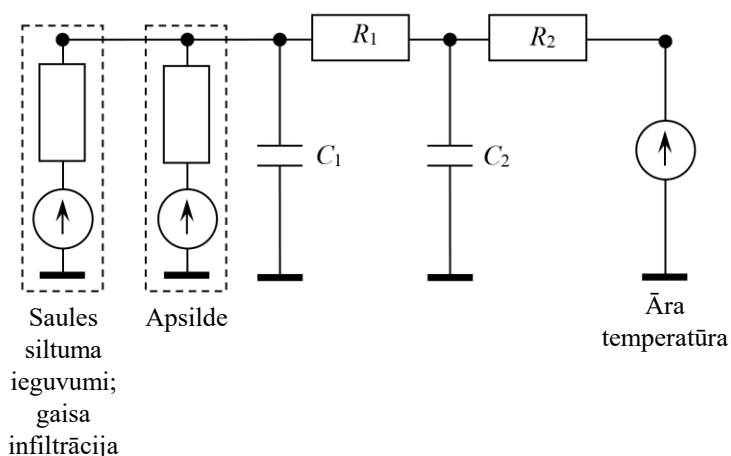 R1
R2
C1
C2
Saules
siltuma
ieguvumi;
gaisa
infiltrācija
Apsilde
Āra
temperatūra